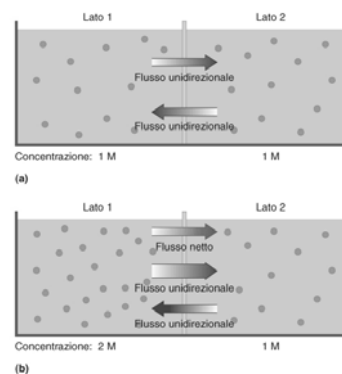 Lato 1 Lato 2
Flusso unidirezionale
Flusso unidirezionale
Concentrazione: 1 M 1 M
(a)
Lato 1 Lato 2
Flusso netto
Flusso unidirezionale
Flusso unidirezionale
Concentrazione: 2 M 1 M
(b)